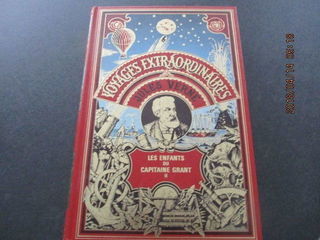 VOYAGES EXTRAORDINAIRES
JULES VERNE
LES ENFANTS
DU
CAPITAINE GRANT
II